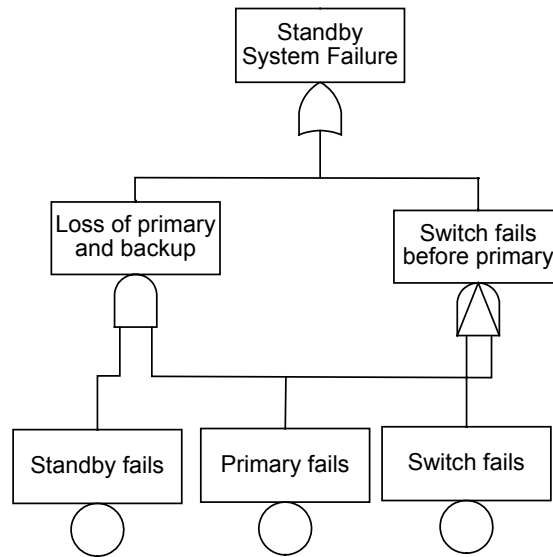 Standby
System Failure
Loss of primary
and backup
Switch fails
before primary
Standby fails
Primary fails
Switch fails